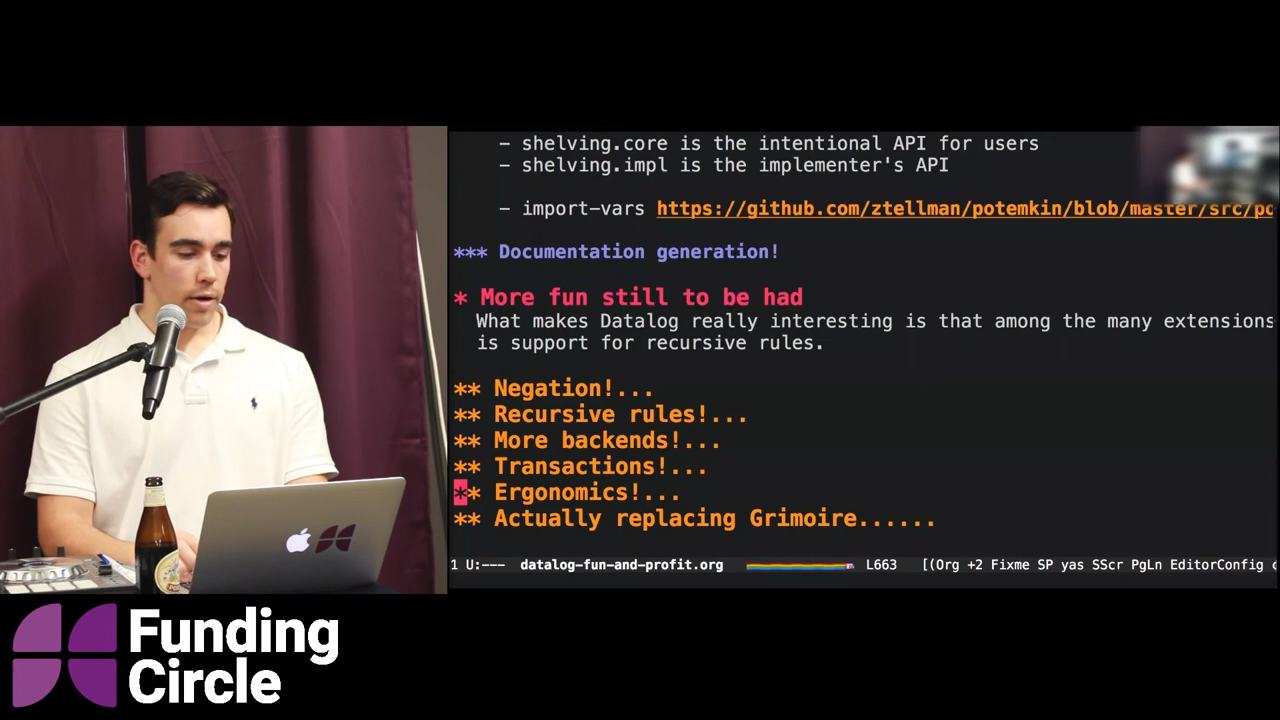 - shelving.core is the intentional API for users
- shelving.impl is the implementer's API
- import-vars https://github.com/ztellman/potemkin/blob/master/src/po
*** Documentation generation!
* More fun still to be had
What makes Datalog really interesting is that among the many extensions
is support for recursive rules.
** Negation!...
** Recursive rules!...
** More backends!...
** Transactions!...
** Ergonomics!...
** Actually replacing Grimoire......
1 U:--- datalog-fun-and-profit.org L663 [(Org +2 Fixme SP yas SScr PgLn EditorConfig
Funding
Circle